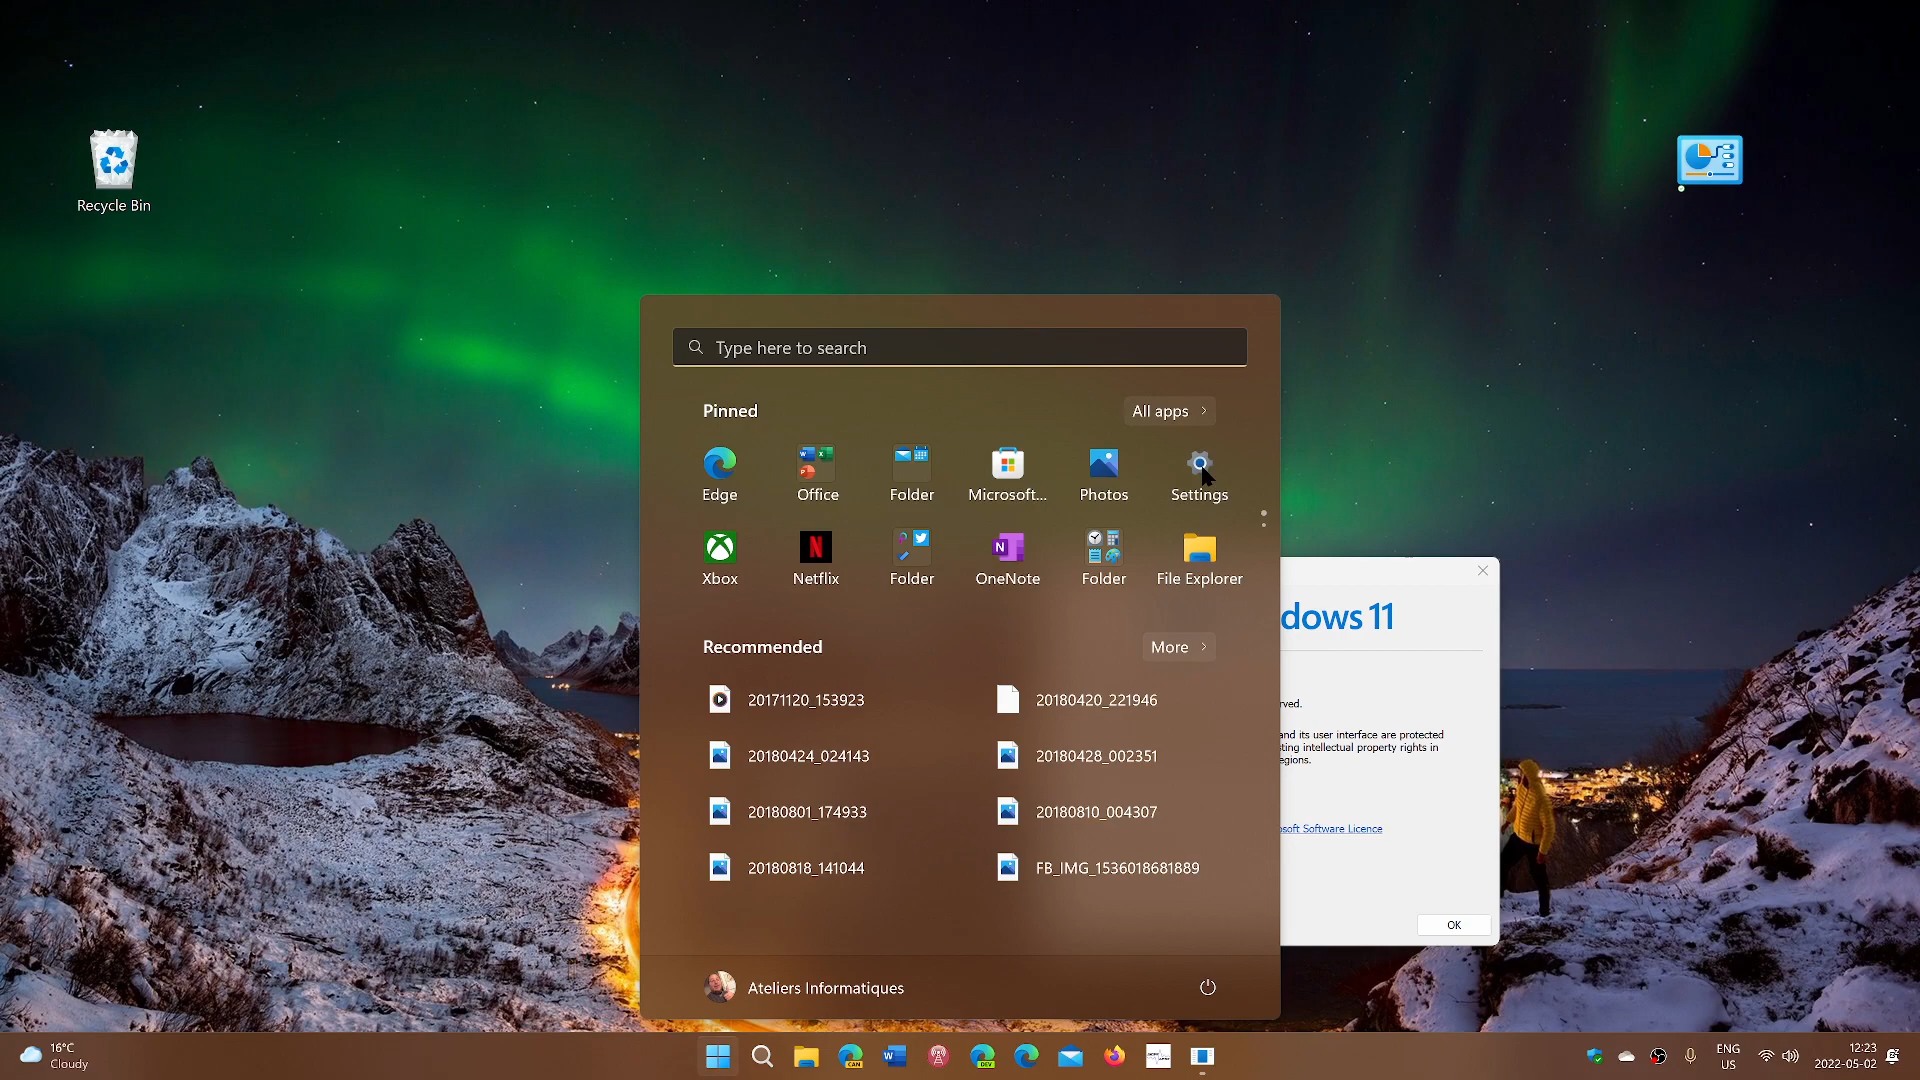 Recycle Bin
Type here to search
Pinned
All apps
Edge
Office
Folder
Microsoft...
Photos
Settings
Xbox
Netflix
Folder
OneNote
Folder
File Explorer
Recommended
More
20171120_153923
20180420_221946
20180424_024143
20180428_002351
20180801_174933
20180810_004307
20180818_141044
FB_IMG_1536018681889
Ateliers Informatiques
dows 11
rved.
and its user interface are protected
ting intellectual property rights in
egions.
osoft Software Licence
OK
16°C
Cloudy
CAN
DEV
ENG
US
12:23
2022-05-02